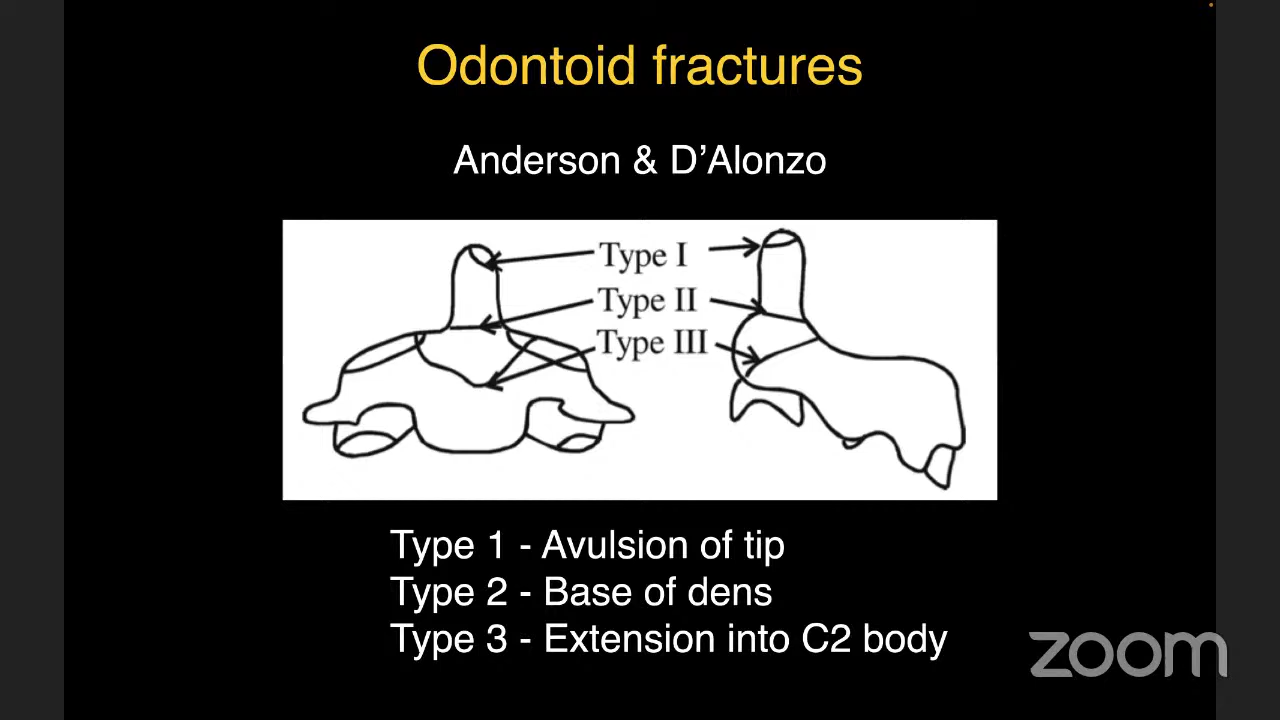 Odontoid fractures
Anderson & D’Alonzo
Type I
Type II
Type III
Type 1 - Avulsion of tip
Type 2 - Base of dens
Type 3 - Extension into C2 body
zoom